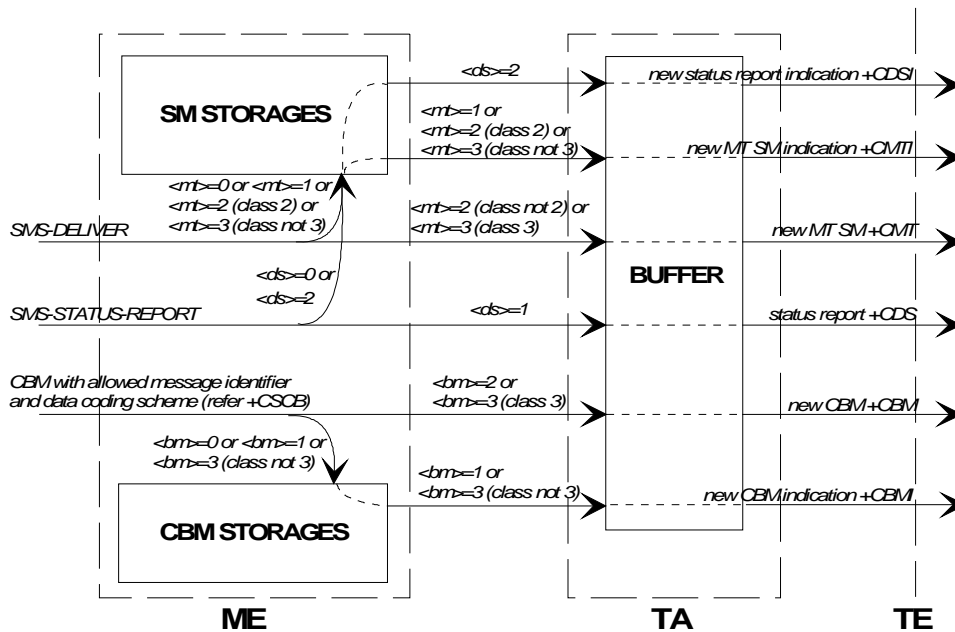 <ds>=2
new status report indication +CDSI
SM STORAGES
<mt>=1 or
<mt>=2 (class 2) or
<mt>=3 (class not 3)
new MT SM indication +CMTI
<mt>=0 or <mt>=1 or
<mt>=2 (class 2) or
<mt>=3 (class not 3)
<mt>=2 (class not 2) or
<mt>=3 (class 3)
SMS-DELIVER
new MT SM +CMT
BUFFER
<ds>=0 or
<ds>=2
SMS-STATUS-REPORT
<ds>=1
status report +CDS
CBM with allowed message identifier
and data coding scheme (refer +CSCB)
<bm>=2 or
<bm>=3 (class 3)
new CBM +CBM
<bm>=0 or <bm>=1 or
<bm>=3 (class not 3)
<bm>=1 or
<bm>=3 (class not 3)
new CBM indication +CBMI
CBM STORAGES
ME
TA
TE